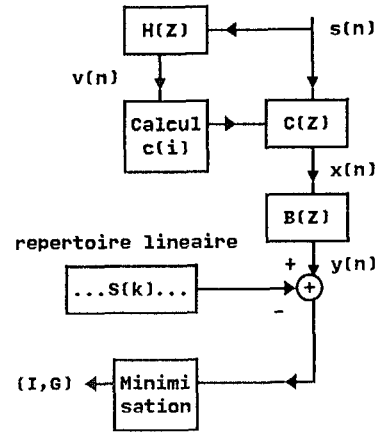 H(Z)
s(n)
v(n)
Calcul
c(i)
C(Z)
x(n)
B(Z)
repertoire lineaire
+
y(n)
...S(k)...
+
-
(I,G)
Minimi
sation